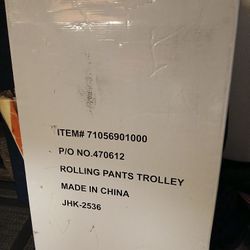 ITEM# 71056901000
P/O NO.470612
ROLLING PANTS TROLLEY
MADE IN CHINA
JHK-2536